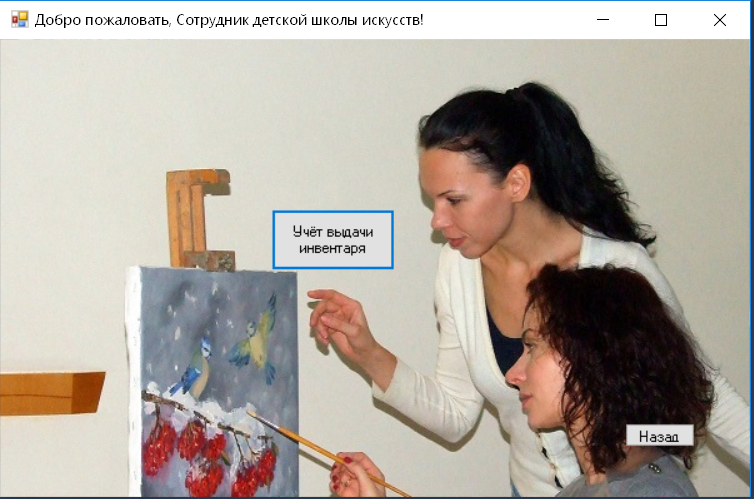 Добро пожаловать, Сотрудник детской школы искусств!
Учёт выдачи
инвентаря
Назад